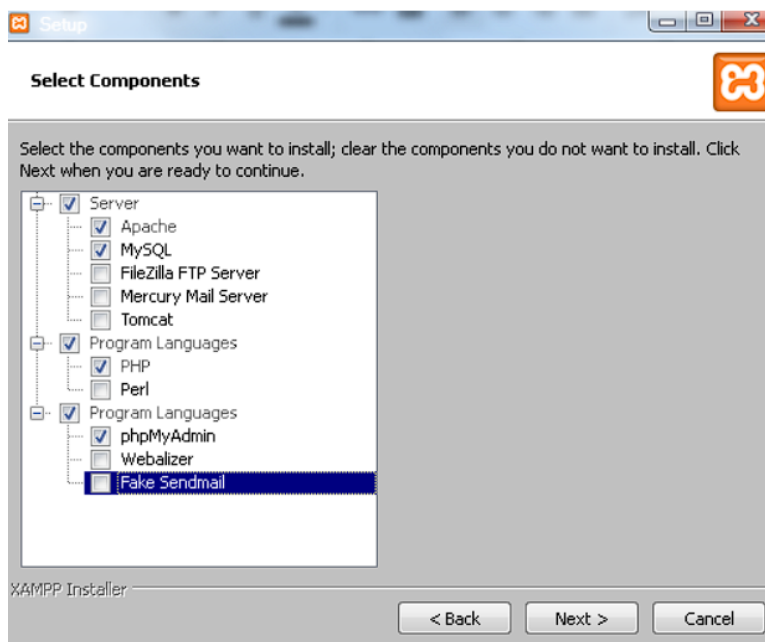 Setup
Select Components
Select the components you want to install; clear the components you do not want to install. Click
Next when you are ready to continue.
Server
Apache
MySQL
FileZilla FTP Server
Mercury Mail Server
Tomcat
Program Languages
PHP
Perl
Program Languages
phpMyAdmin
Webalizer
Fake Sendmail
XAMPP Installer
< Back
Next >
Cancel